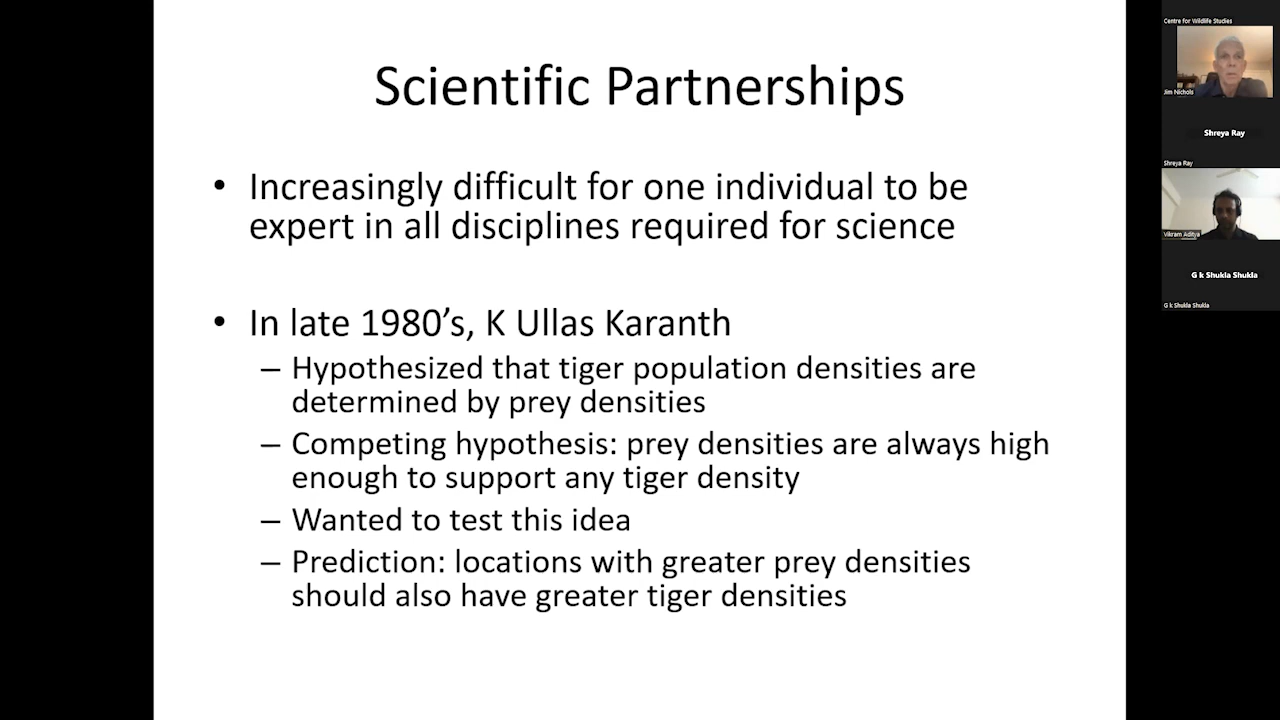 Scientific Partnerships
• Increasingly difficult for one individual to be
expert in all disciplines required for science
• In late 1980’s, K Ullas Karanth
– Hypothesized that tiger population densities are
determined by prey densities
– Competing hypothesis: prey densities are always high
enough to support any tiger density
– Wanted to test this idea
– Prediction: locations with greater prey densities
should also have greater tiger densities
Centre for Wildlife Studies
Jim Nichols
Shreya Ray
Shreya Ray
Vikram Aditya
G k Shukla Shukla
G k Shukla Shukla